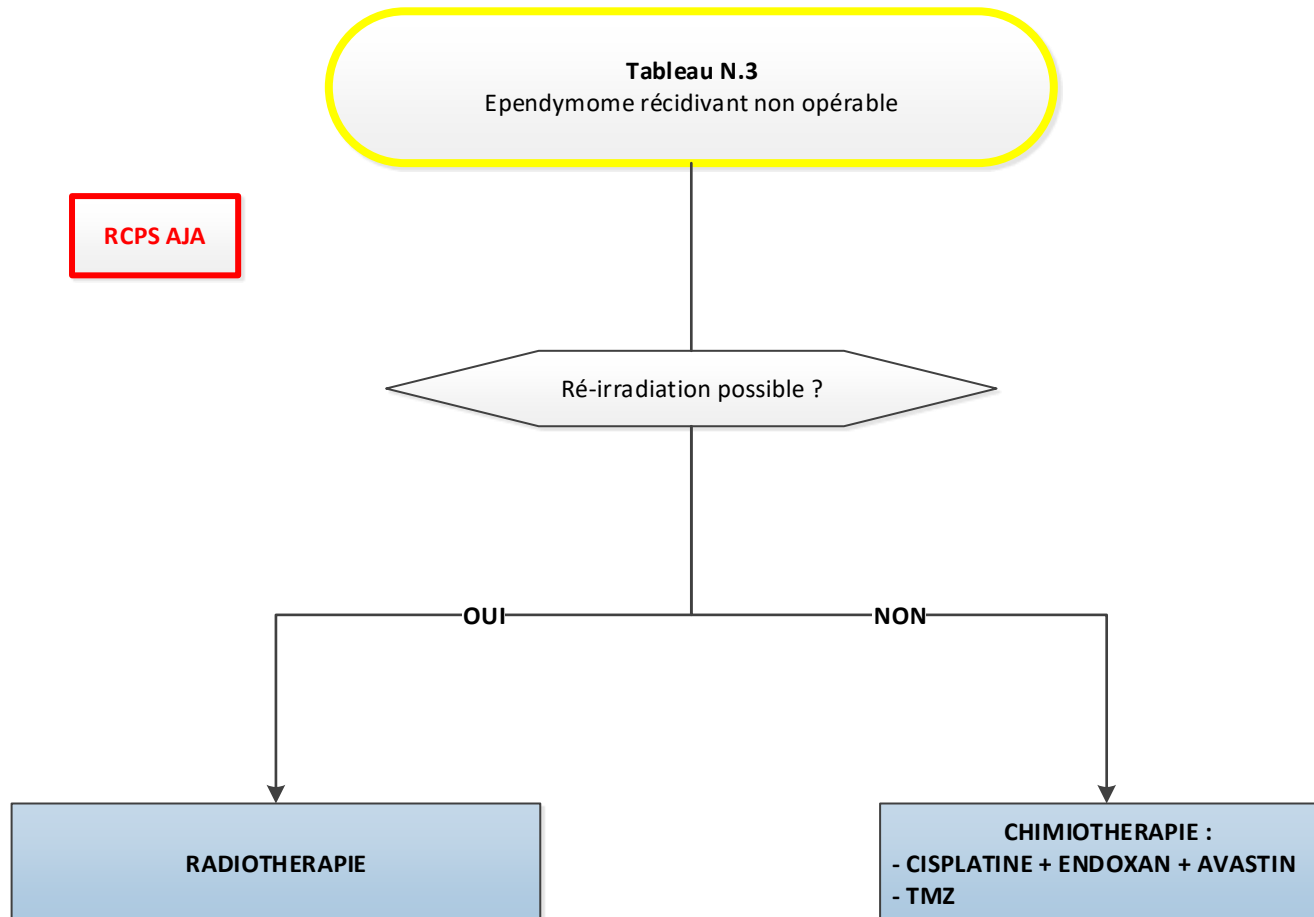 Tableau N.3
Ependymome récidivant non opérable
RCPS AJA
Ré-irradiation possible ?
OUI
NON
RADIOTHERAPIE
CHIMIOTHERAPIE :
- CISPLATINE + ENDOXAN + AVASTIN
- TMZ